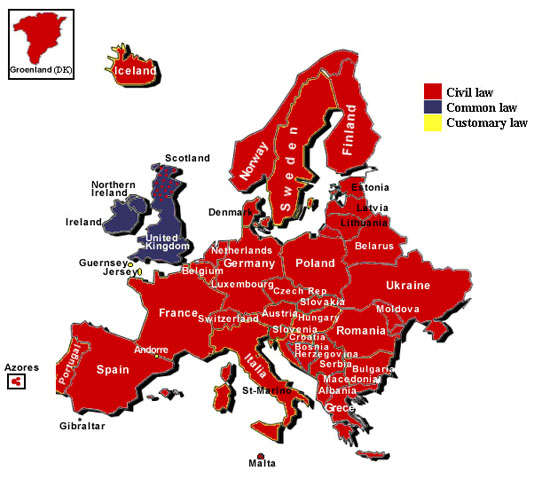 Groenland (DK)
Iceland
Civil law
Common law
Customary law
Norway
Sweden
Finland
Scotland
Northern
Ireland
Ireland
United
Kingdom
Denmark
Estonia
Latvia
Lithuania
Belarus
Guernsey
Jersey
Netherlands
Belgium
Germany
Poland
Luxembourg
Czech Rep
Ukraine
Slovakia
France
Switzerland
Austria
Hungary
Moldova
Slovenia
Croatia
Romania
Bosnia
Herzegovina
Serbia
Bulgaria
Macedonia
Albania
Grece
Andorre
Italia
St-Marino
Portugal
Spain
Azores
Gibraltar
Malta